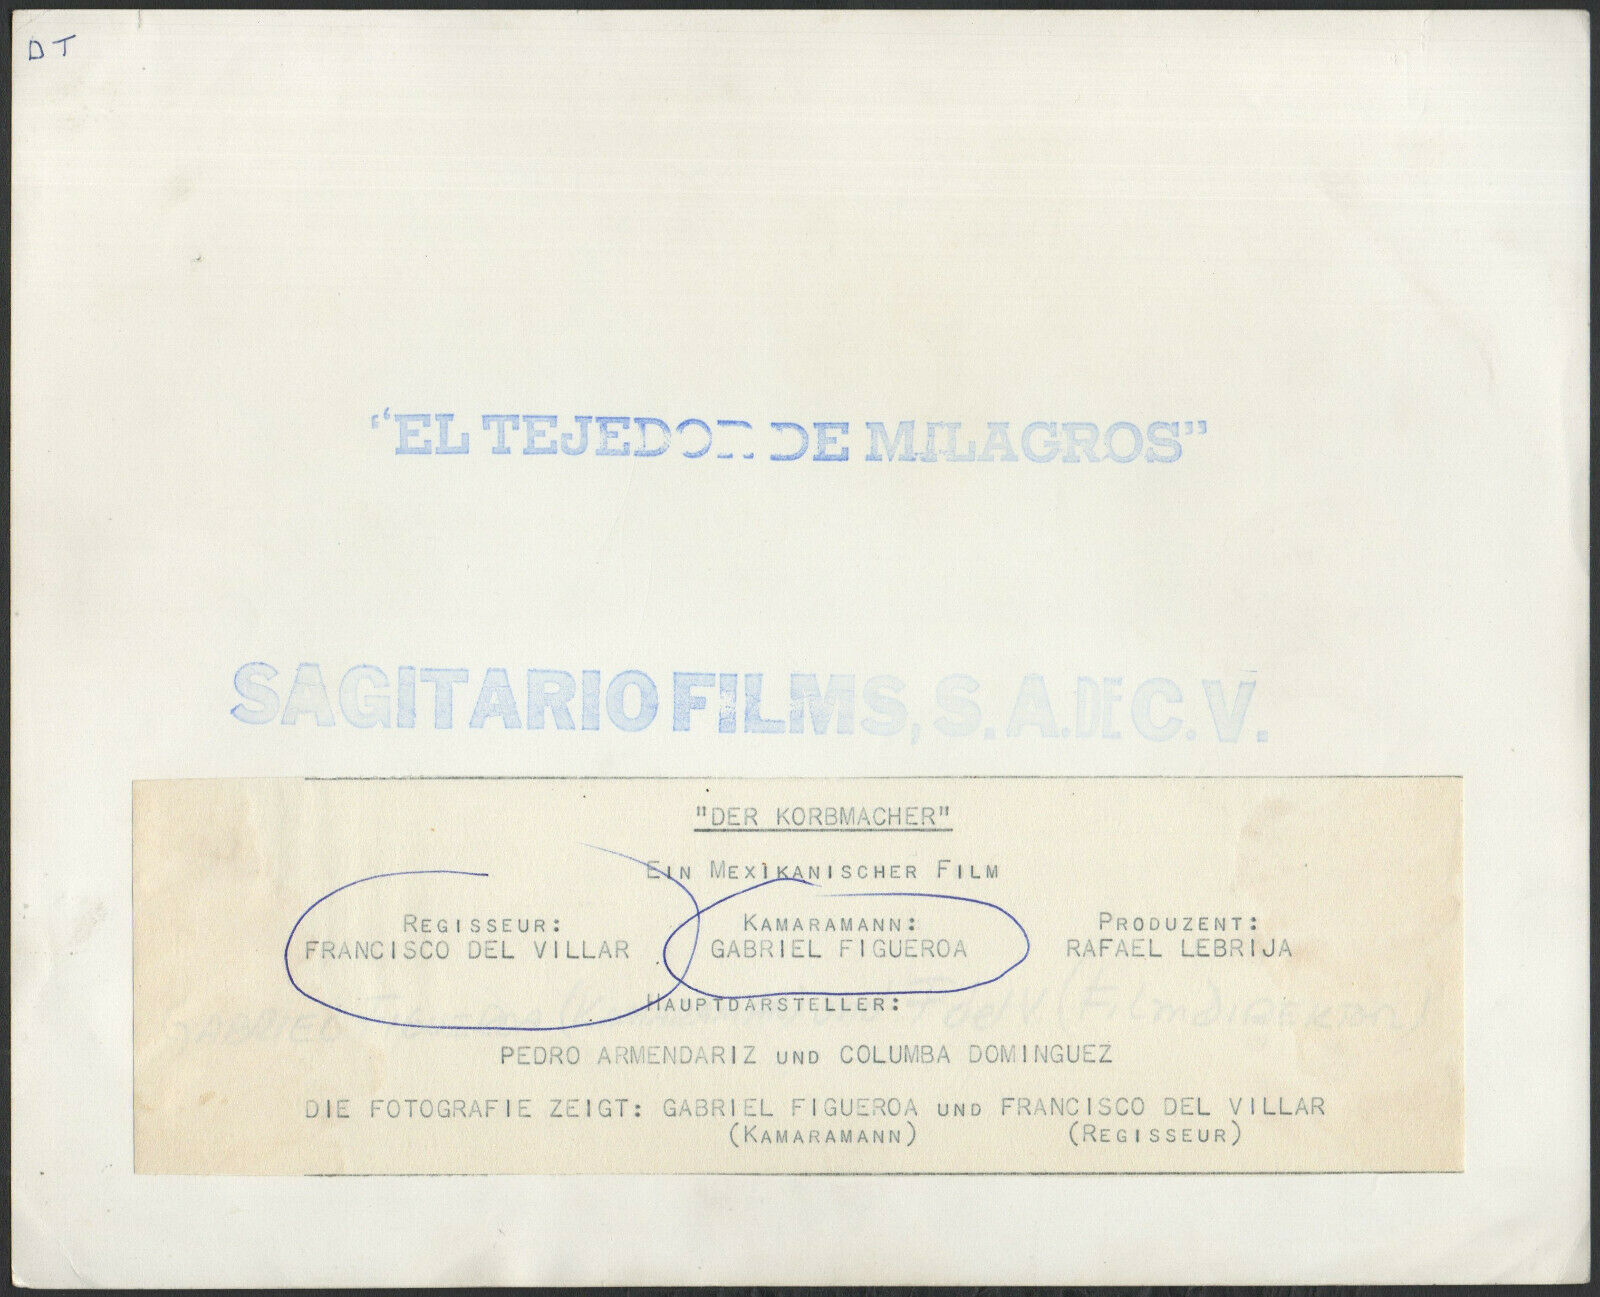 DT
"EL TEJEDOR DE MILAGROS"
SAGITARIO FILMS, S.A. DE C.V.
"DER KORBMACHER"
EIN MEXIKANISCHER FILM
REGISSEUR: KAMARAMANN: PRODUZENT:
FRANCISCO DEL VILLAR GABRIEL FIGUEROA RAFAEL LEBRIJA
HAUPTDARSTELLER:
GABRIEL FIGUEROA
PEDRO ARMENDARIZ UND COLUMBA DOMINGUEZ
DIE FOTOGRAFIE ZEIGT: GABRIEL FIGUEROA UND FRANCISCO DEL VILLAR
(KAMARAMANN) (REGISSEUR)